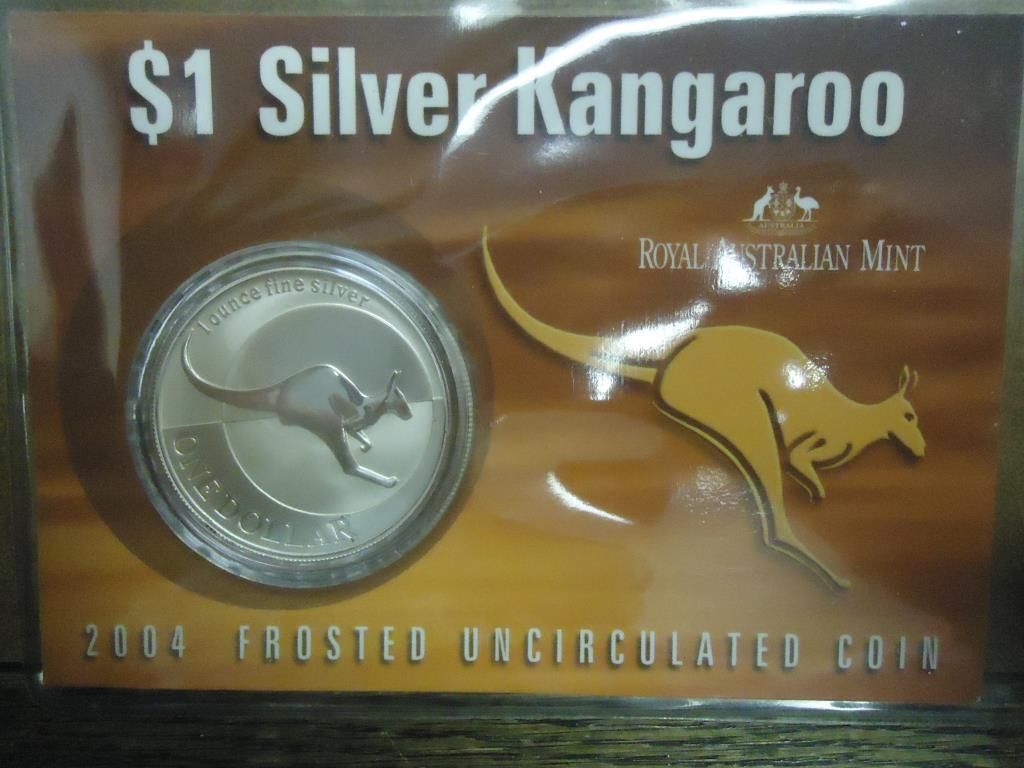 $1 Silver Kangaroo
AUSTRALIA
ROYAL AUSTRALIAN MINT
1 ounce fine silver
ONE DOLLAR
2004 FROSTED UNCIRCULATED COIN